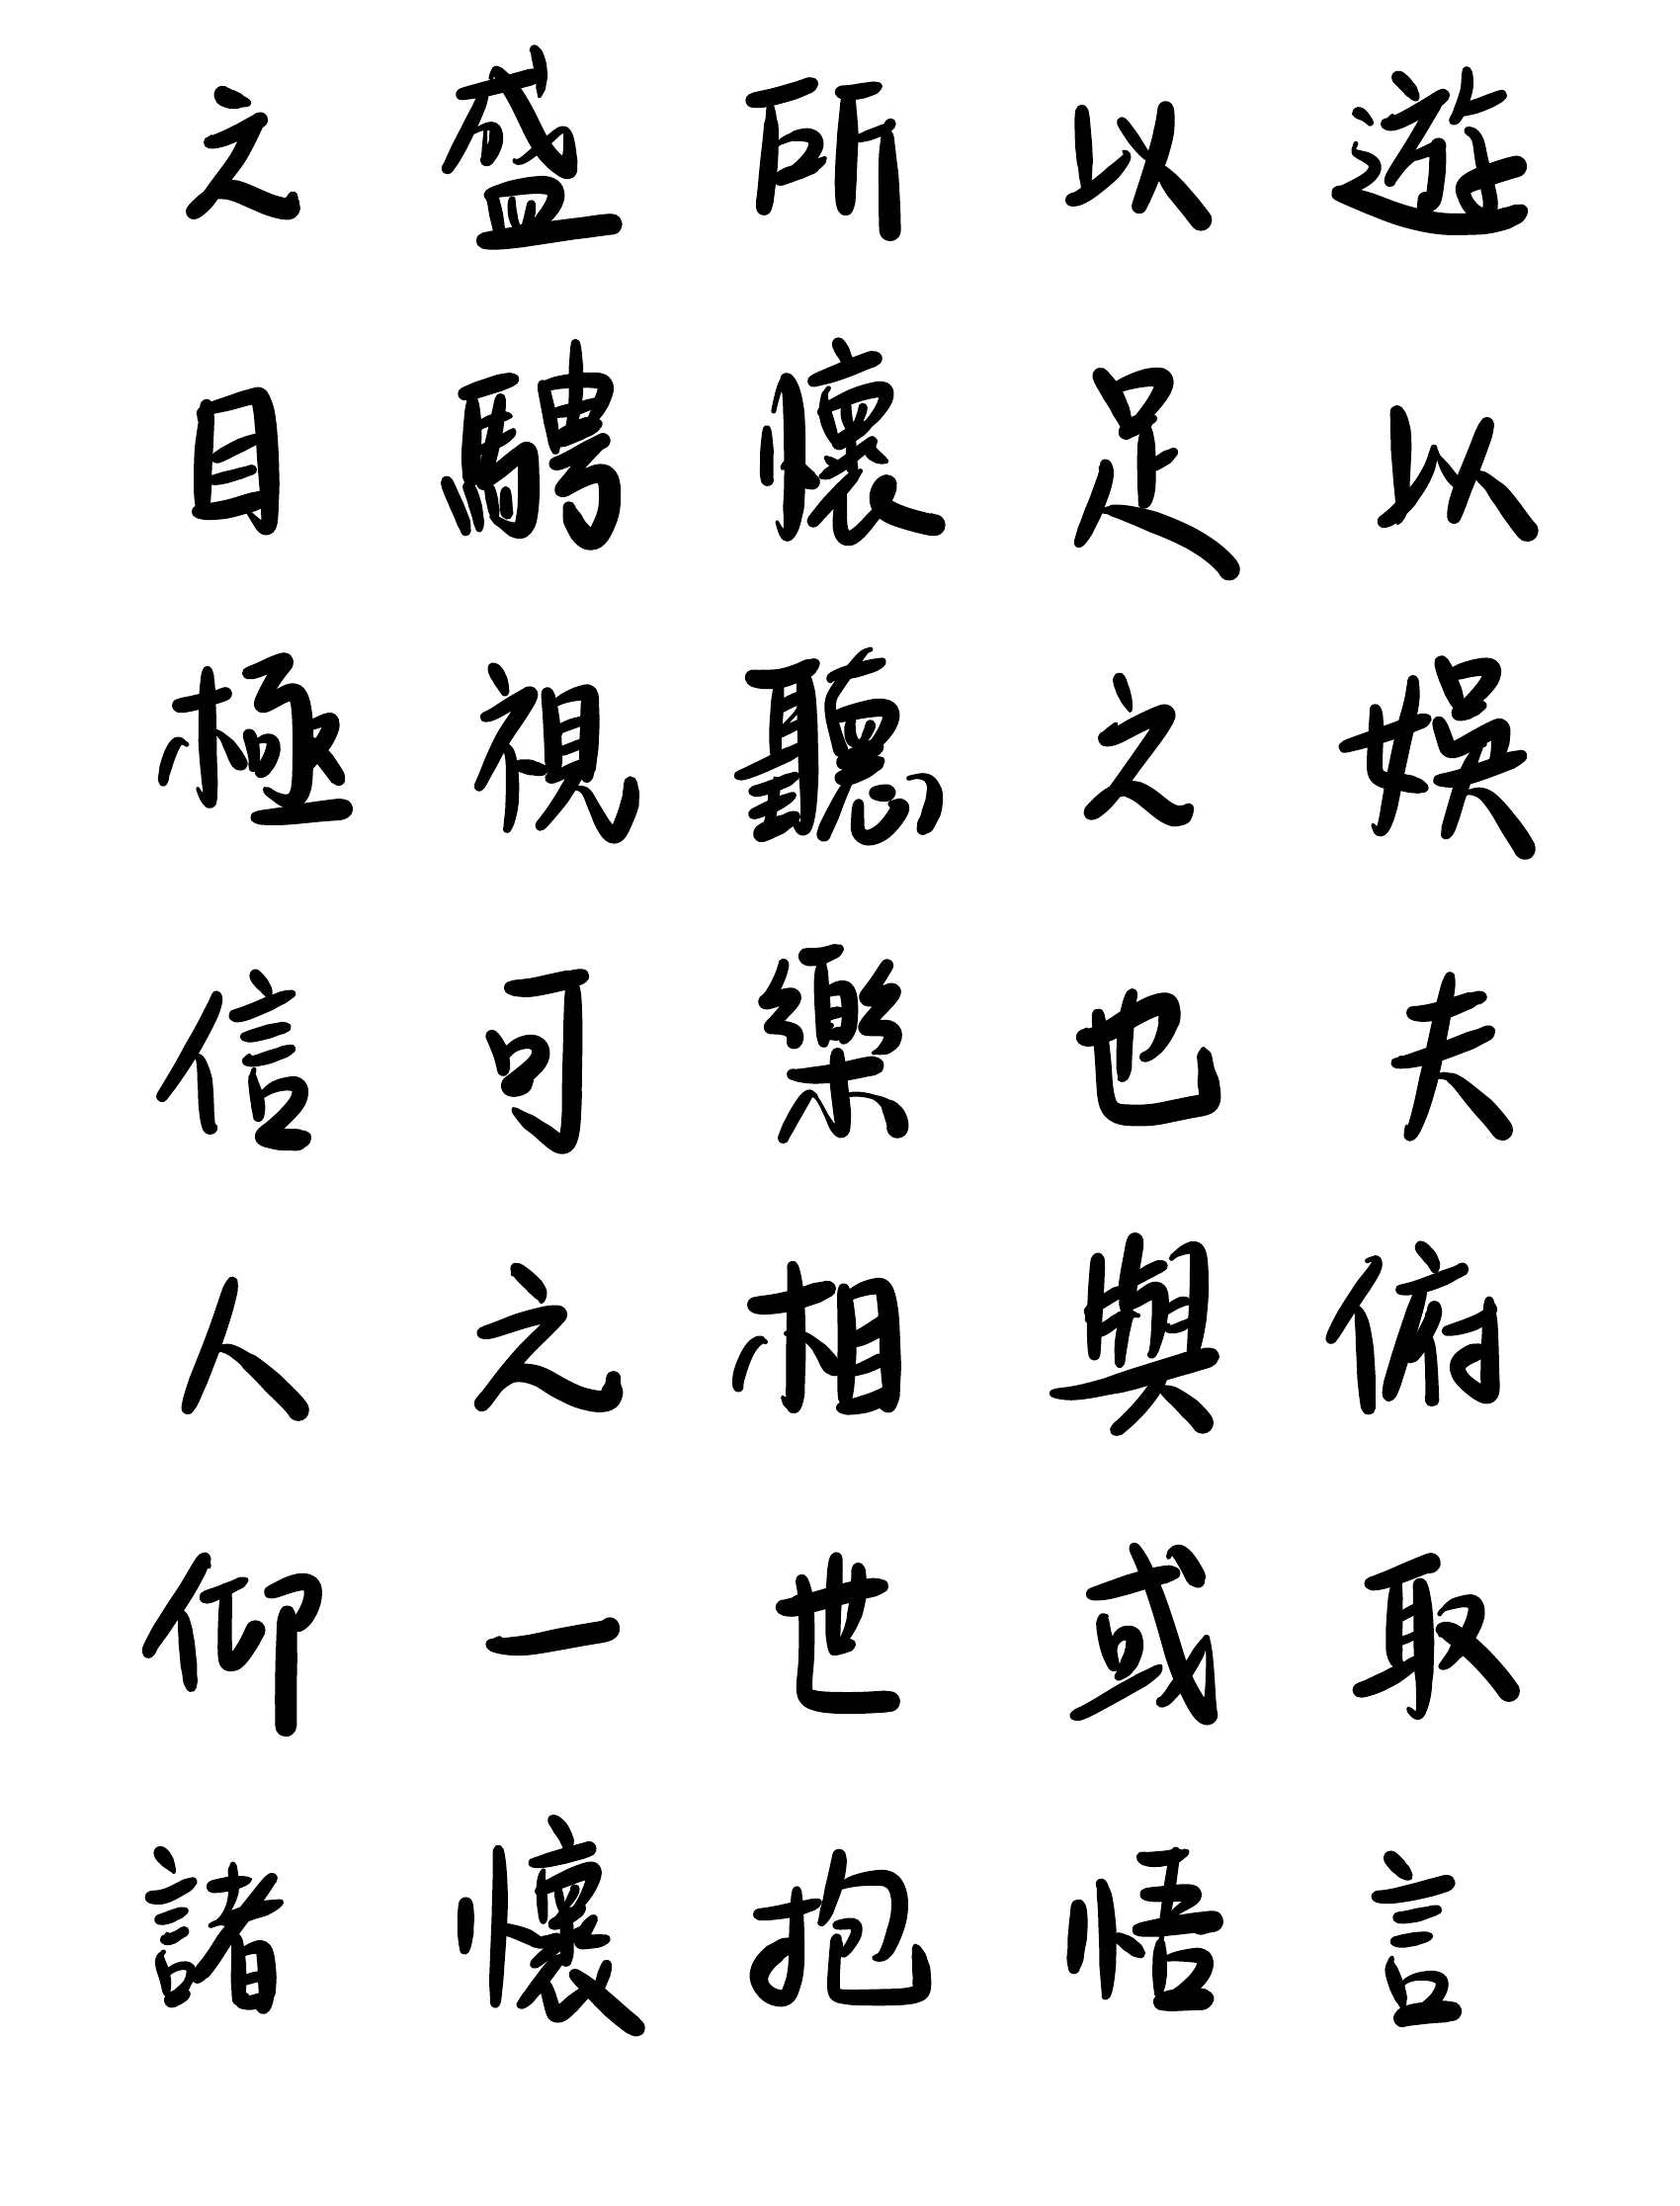 之盛所以遊
目騁懷足以
極視聽之娛
信可樂也夫
人之相與俯
仰一世或取
諸懷抱悟言